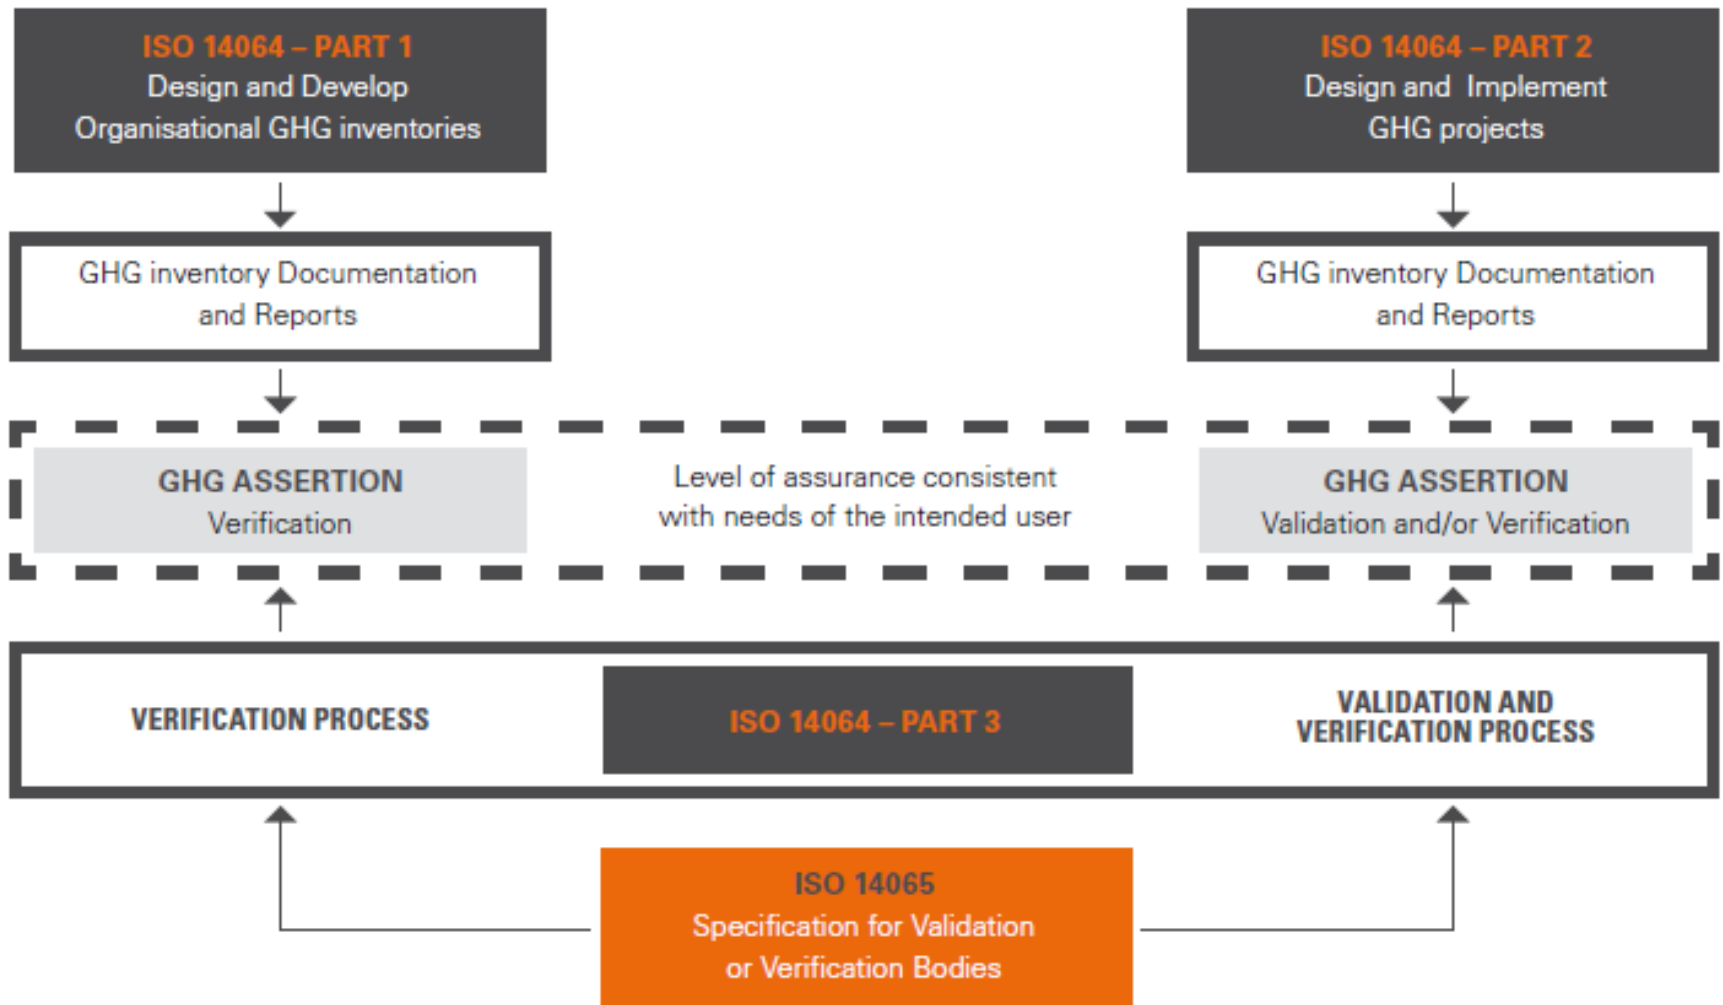 ISO 14064 – PART 1
Design and Develop
Organisational GHG inventories
ISO 14064 – PART 2
Design and Implement
GHG projects
GHG inventory Documentation
and Reports
GHG inventory Documentation
and Reports
GHG ASSERTION
Verification
Level of assurance consistent
with needs of the intended user
GHG ASSERTION
Validation and/or Verification
VERIFICATION PROCESS
ISO 14064 – PART 3
VALIDATION AND
VERIFICATION PROCESS
ISO 14065
Specification for Validation
or Verification Bodies